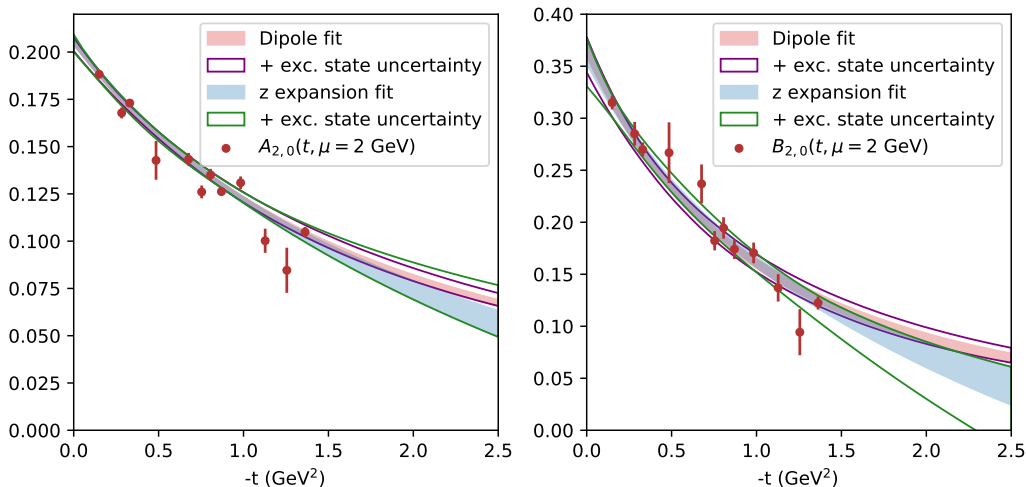 0.200
0.175
0.150
0.125
0.100
0.075
0.050
0.025
0.000
0.0
0.5
1.0
1.5
2.0
2.5
-t (GeV²)
Dipole fit
+ exc. state uncertainty
z expansion fit
+ exc. state uncertainty
A₂,₀(t, μ = 2 GeV)
0.40
0.35
0.30
0.25
0.20
0.15
0.10
0.05
0.00
0.0
0.5
1.0
1.5
2.0
2.5
-t (GeV²)
Dipole fit
+ exc. state uncertainty
z expansion fit
+ exc. state uncertainty
B₂,₀(t, μ = 2 GeV)